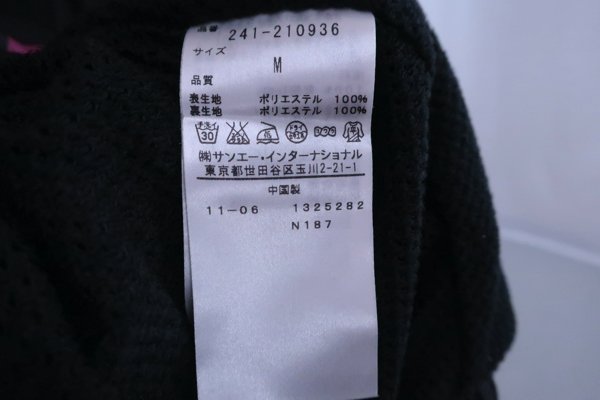 品番 241-210936
サイズ
M
品質
表生地 ポリエステル 100%
裏生地 ポリエステル 100%
㈱サンエー・インターナショナル
東京都世田谷区玉川2-21-1
中国製
11-06 1325282
N187